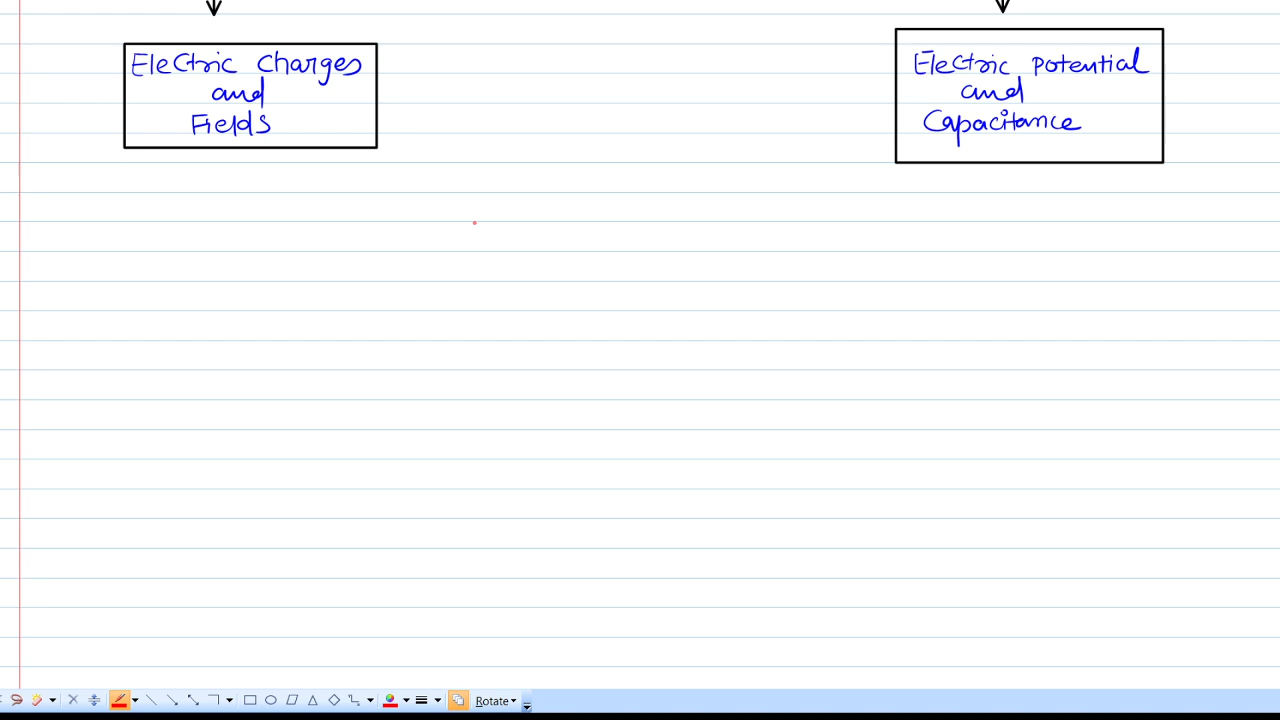 Electric Charges
and
Fields
Electric potential
and
Capacitance
Rotate